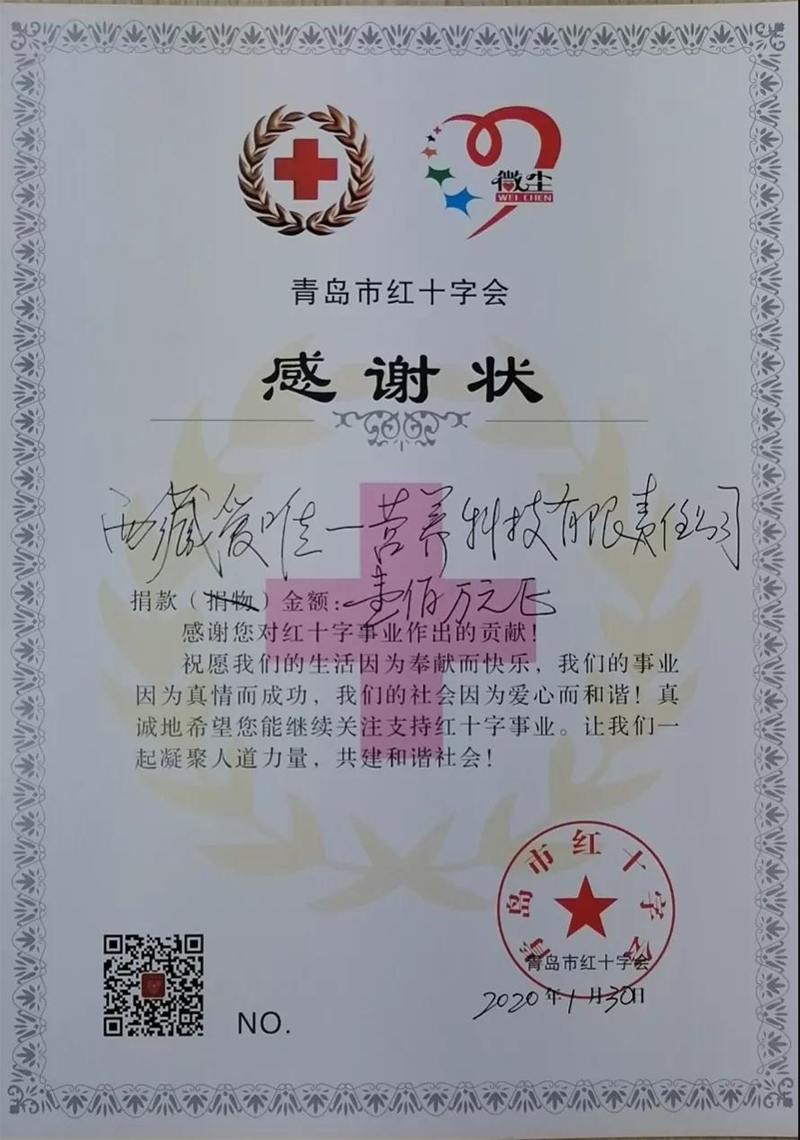 微尘
WEI CHEN
青岛市红十字会
感谢状
西藏爱唯一营养科技有限责任公司
捐款（捐物）金额：壹佰万元正
感谢您对红十字事业作出的贡献！
祝愿我们的生活因为奉献而快乐，我们的事业
因为真情而成功，我们的社会因为爱心而和谐！真
诚地希望您能继续关注支持红十字事业。让我们一
起凝聚人道力量，共建和谐社会！
青岛市红十字会
青岛市红十字会
2020年1月30日
NO.